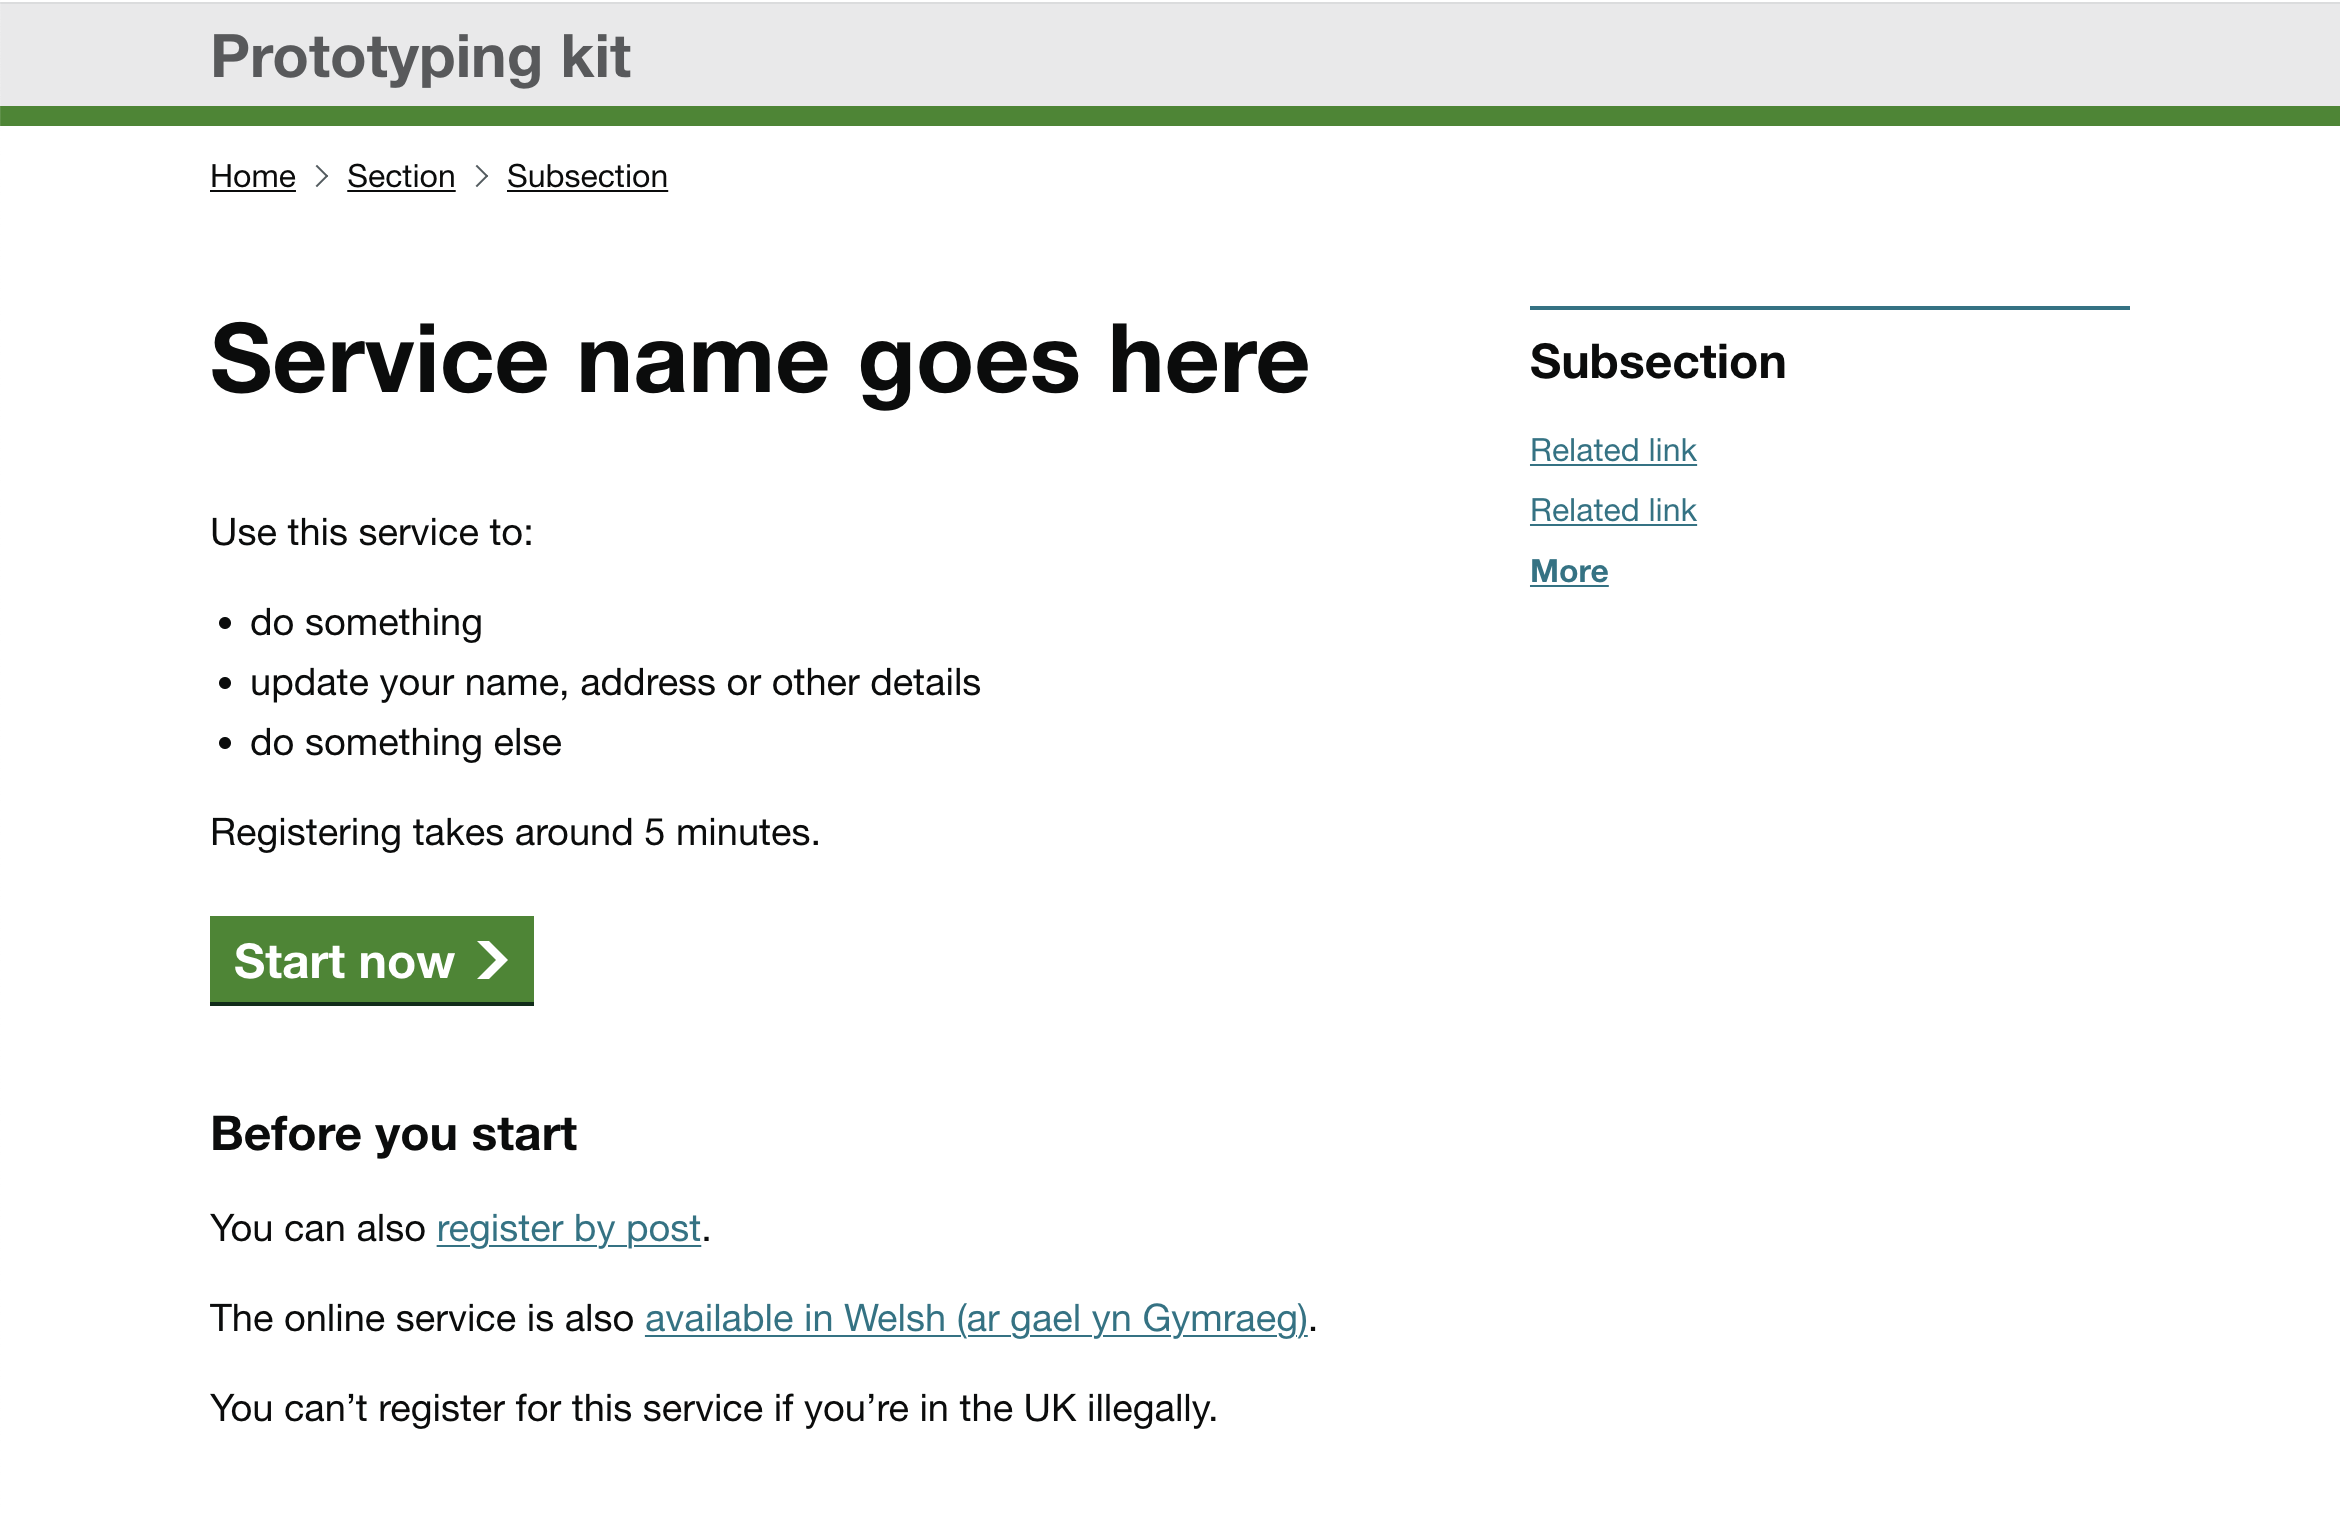 Prototyping kit
Home > Section > Subsection
Service name goes here
Use this service to:
• do something
• update your name, address or other details
• do something else
Registering takes around 5 minutes.
Start now
Before you start
You can also register by post.
The online service is also available in Welsh (ar gael yn Gymraeg).
You can’t register for this service if you’re in the UK illegally.
Subsection
Related link
Related link
More